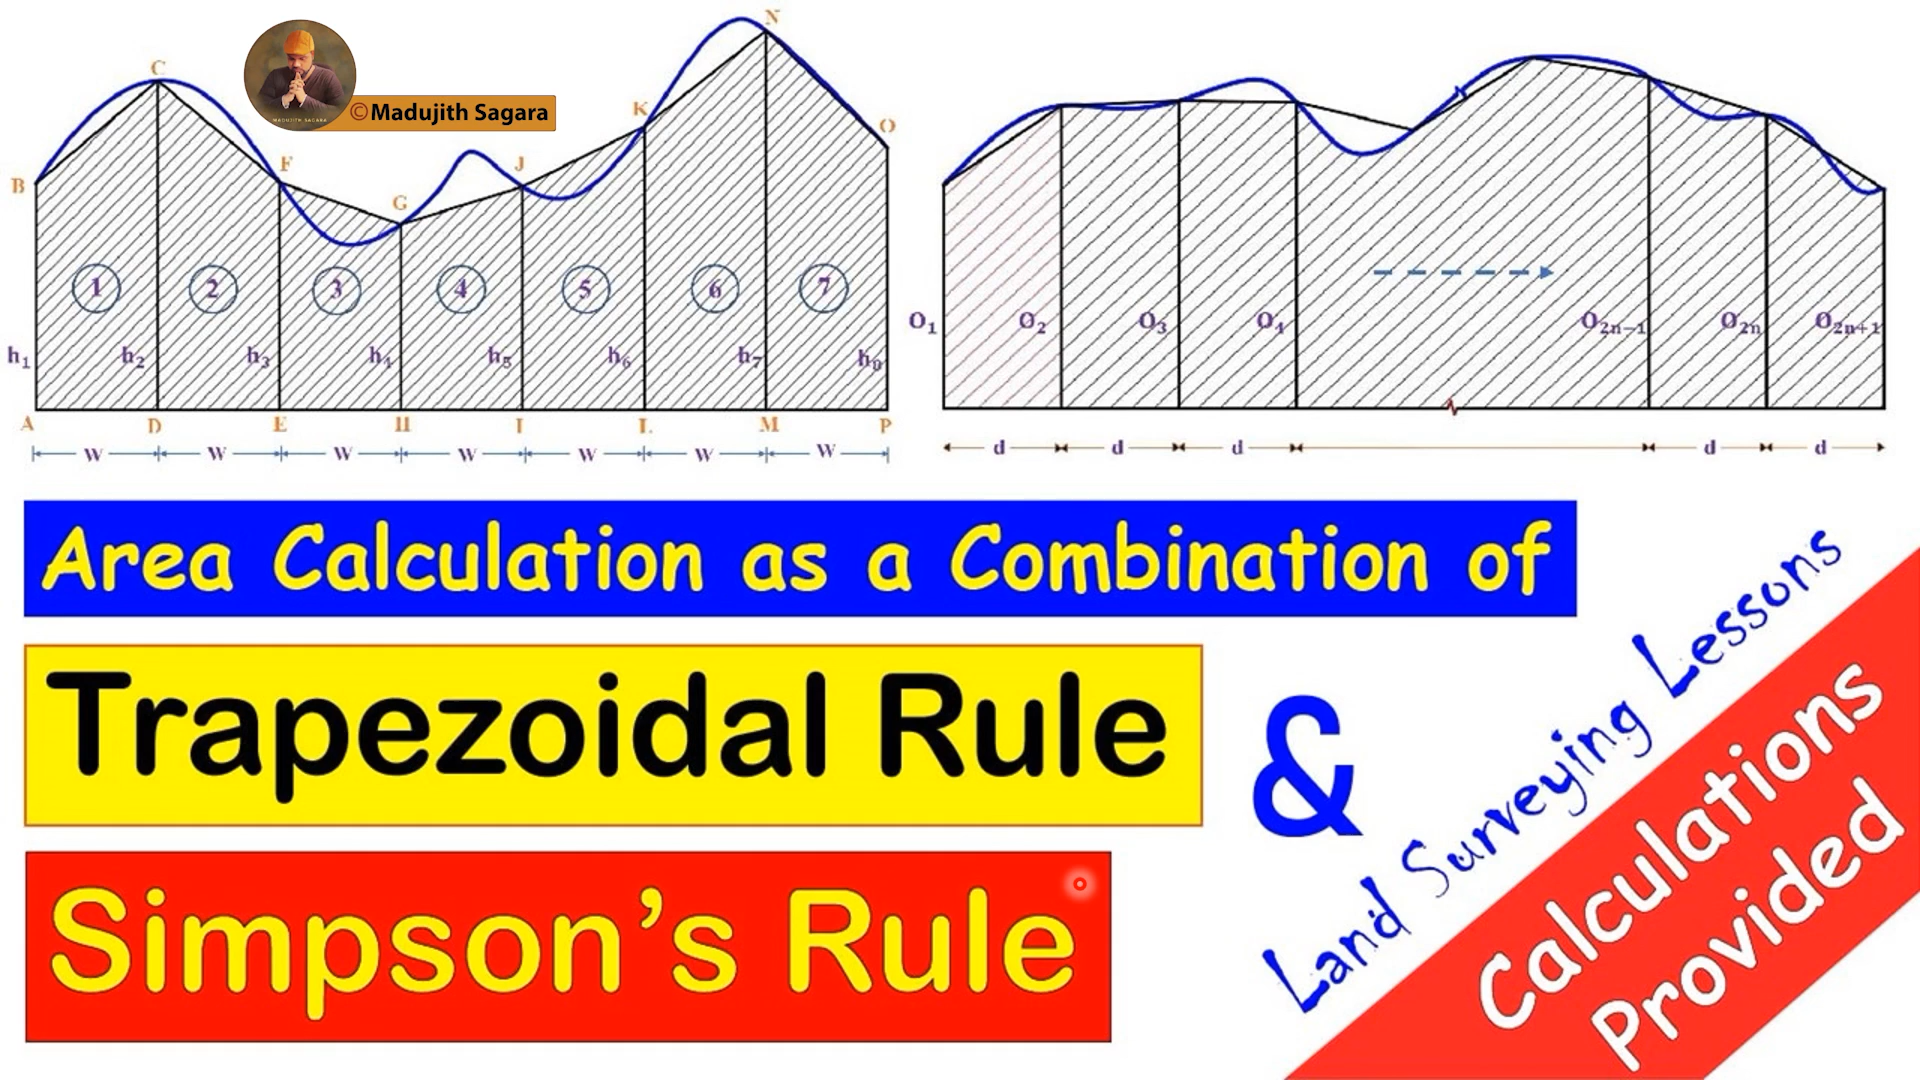 C
N
©Madujith Sagara
MADUJITH SAGARA
K
O
F
J
B
G
1 2 3 4 5 6 7
O₁ O₂ O₃ O₄ O₂ₙ₋₁ O₂ₙ O₂ₙ₊₁
h₁ h₂ h₃ h₄ h₅ h₆ h₇ h₈
A D E H I L M P
W W W W W W W
d d d d d
Area Calculation as a Combination of
Trapezoidal Rule
&
Simpson’s Rule
Land Surveying Lessons
Calculations
Provided